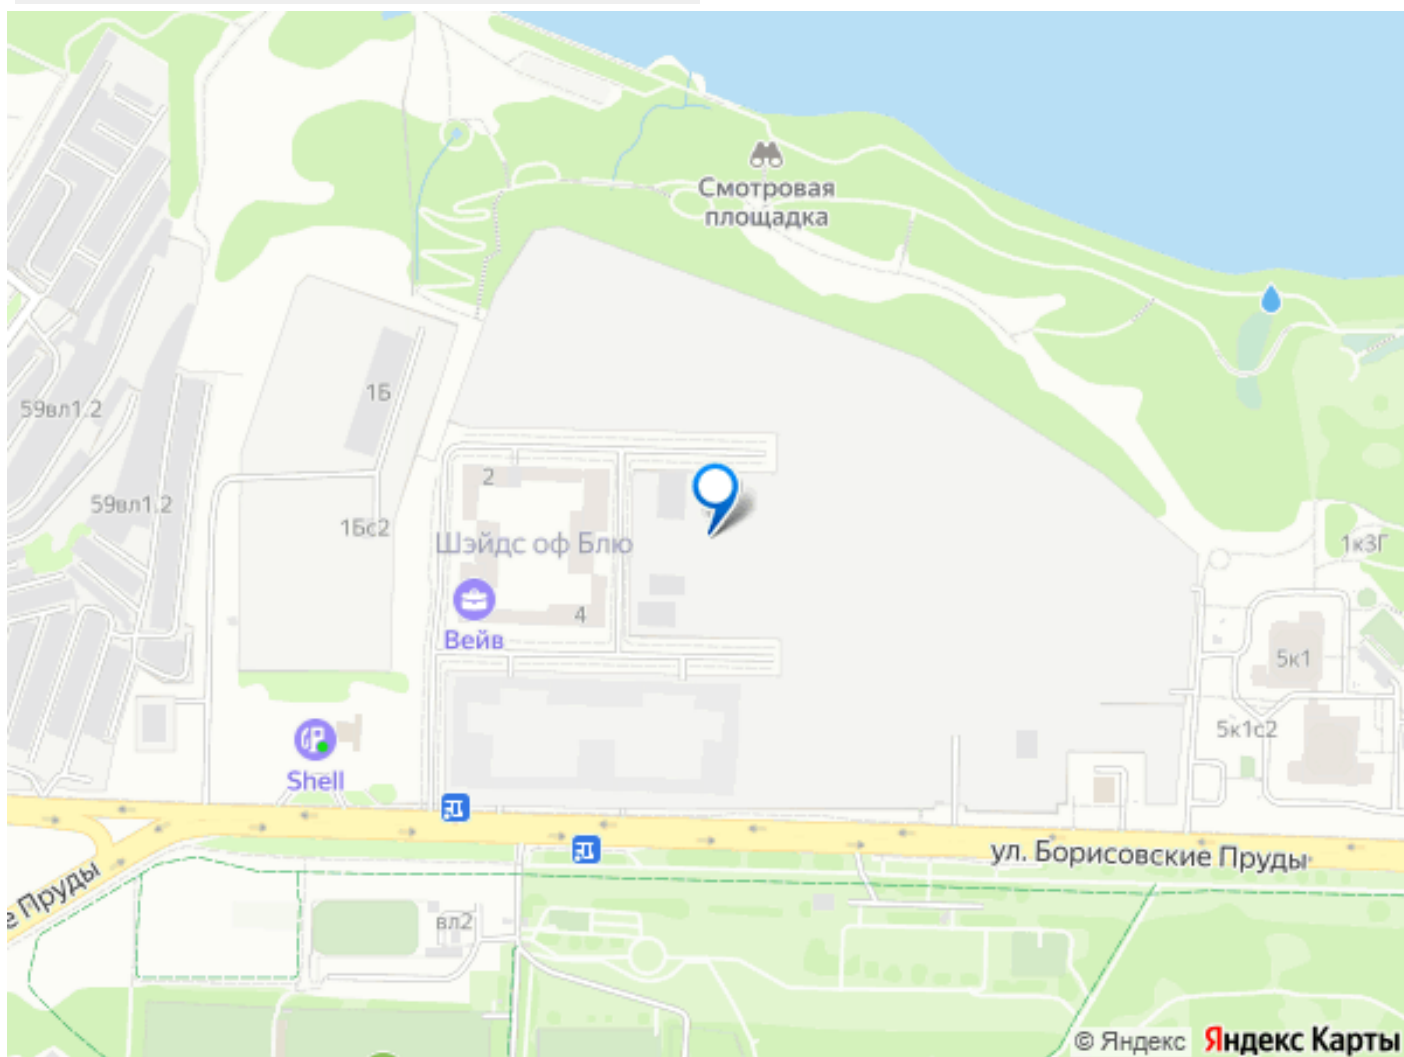 Смотровая
площадка
1Б
59вл1.2
59вл1.2
2
1Бс2
Шэйдс оф Блю
1к3Г
4
Вейв
5к1
5к1с2
Shell
ул. Борисовские Пруды
е Пруды
вл2
© Яндекс Яндекс Карты